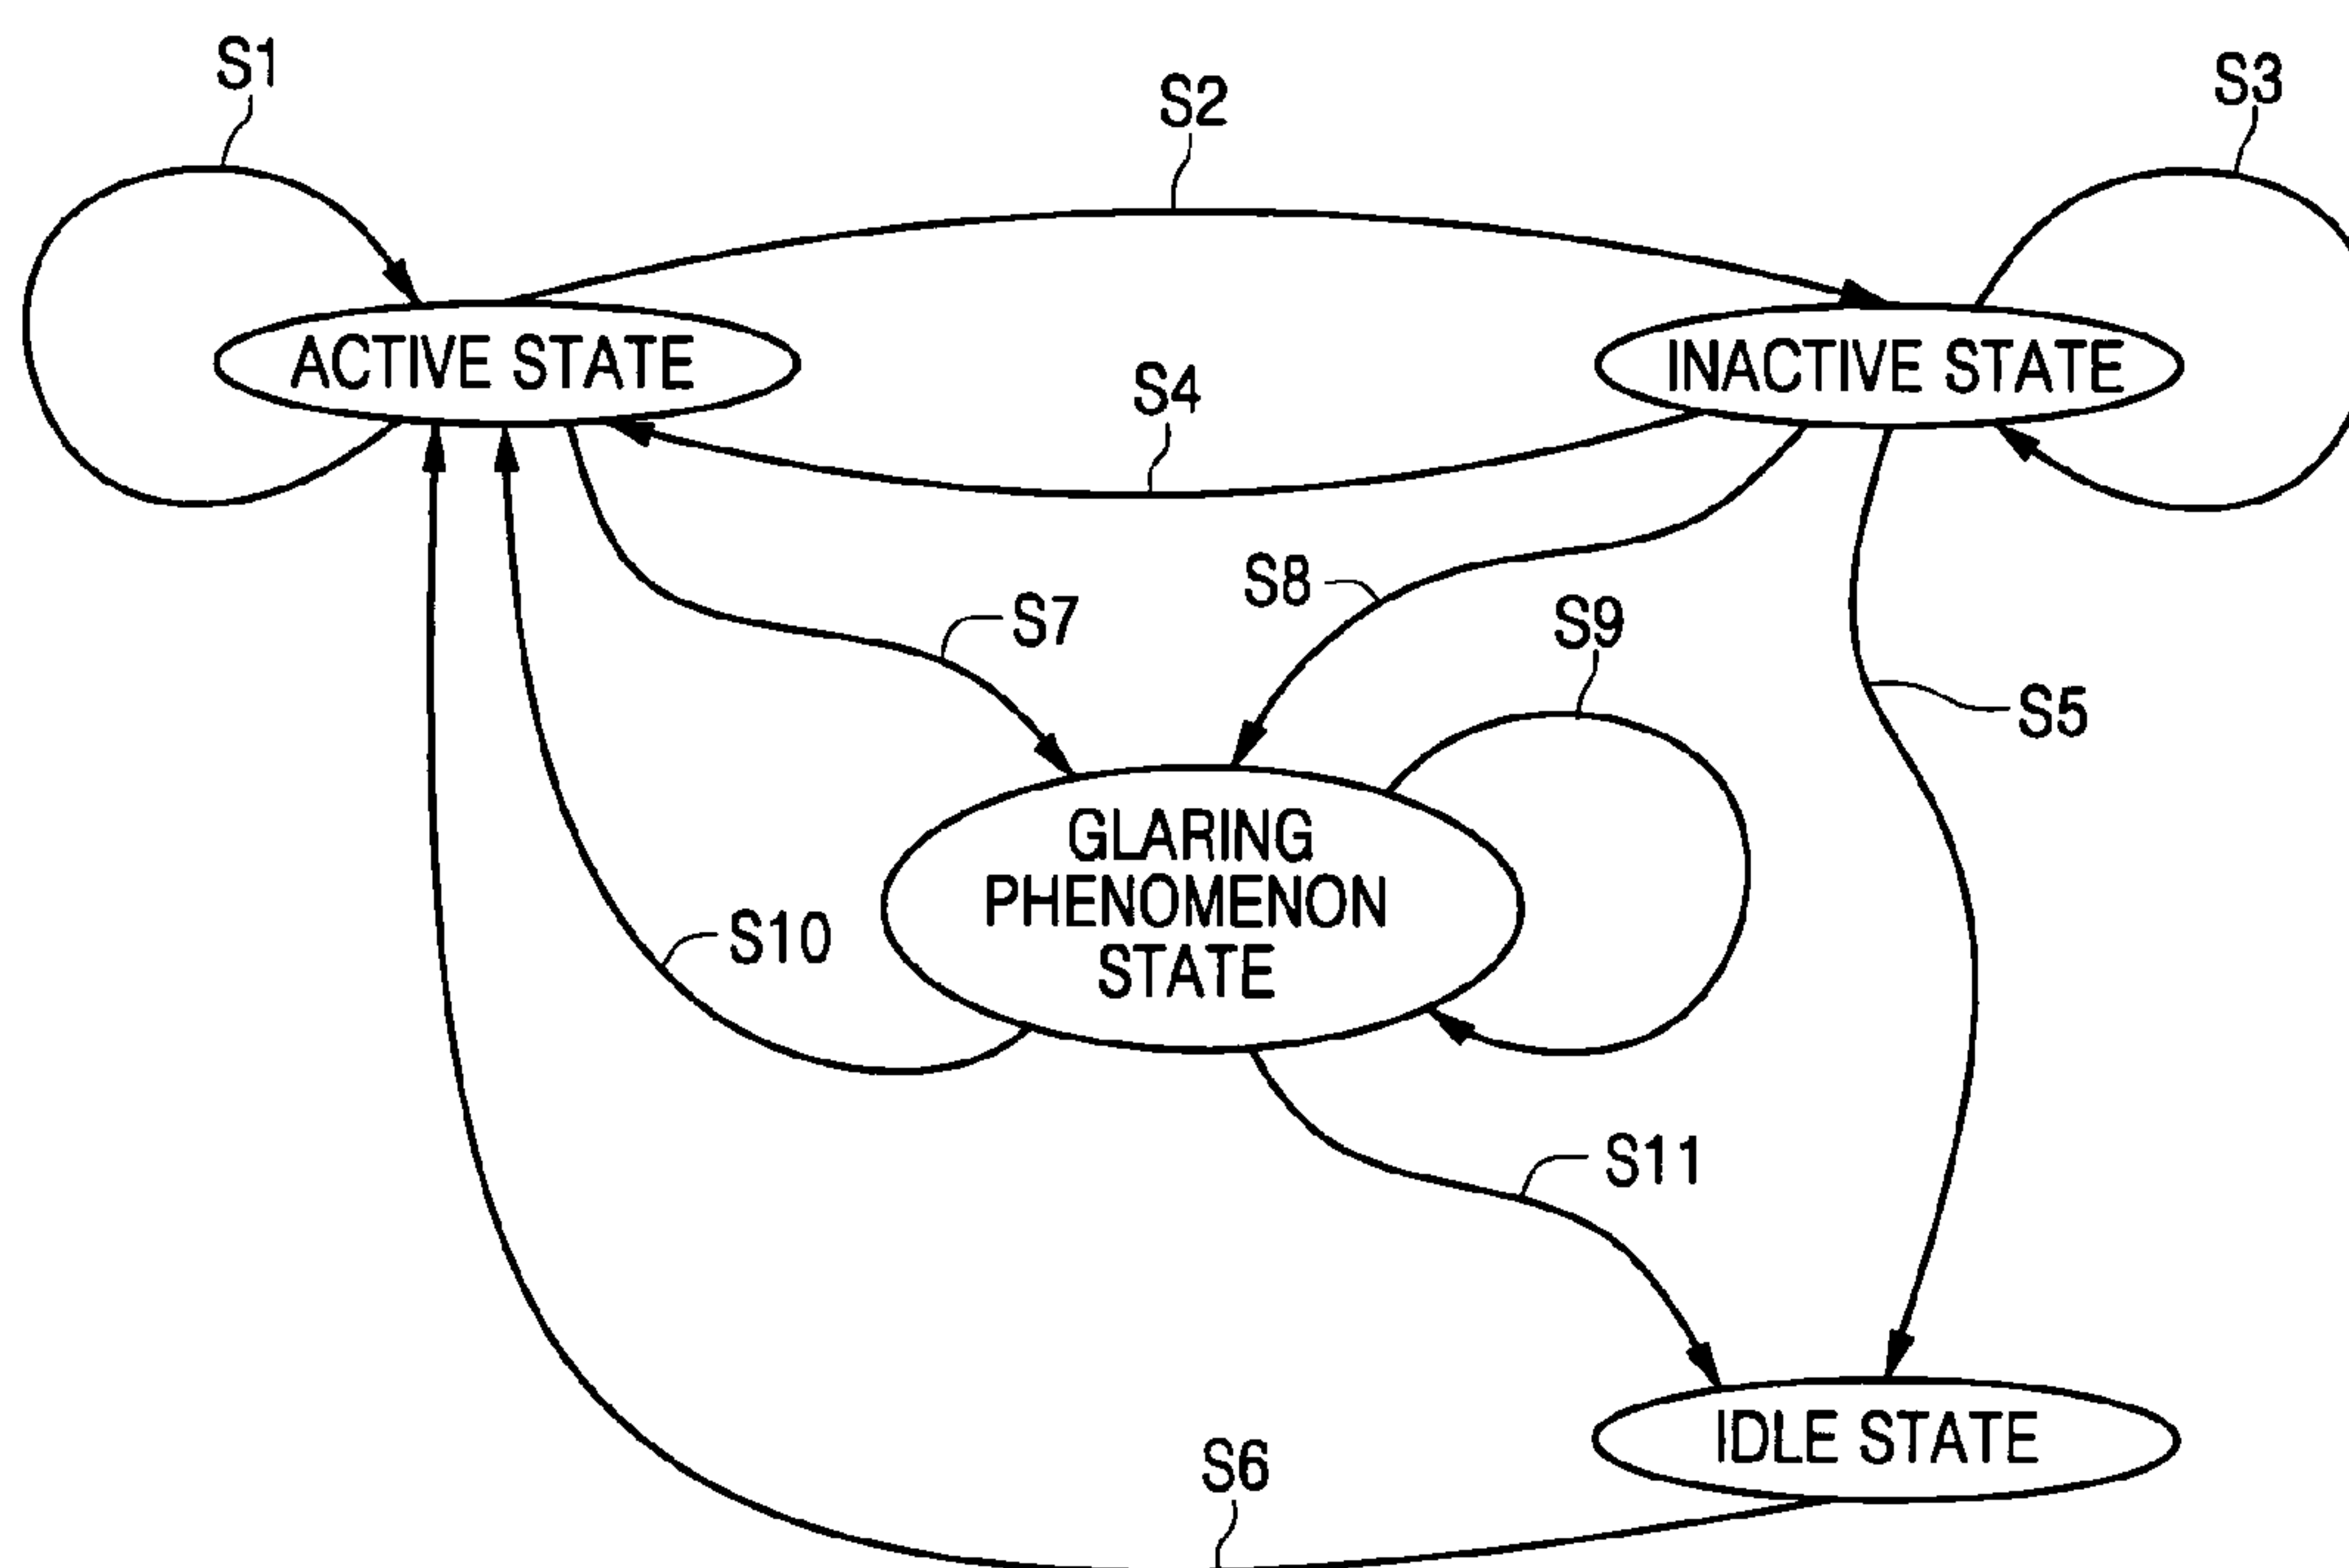 S1
S2
S3
ACTIVE STATE
INACTIVE STATE
S4
S8
S7
S9
S5
GLARING
PHENOMENON
STATE
S10
S11
IDLE STATE
S6